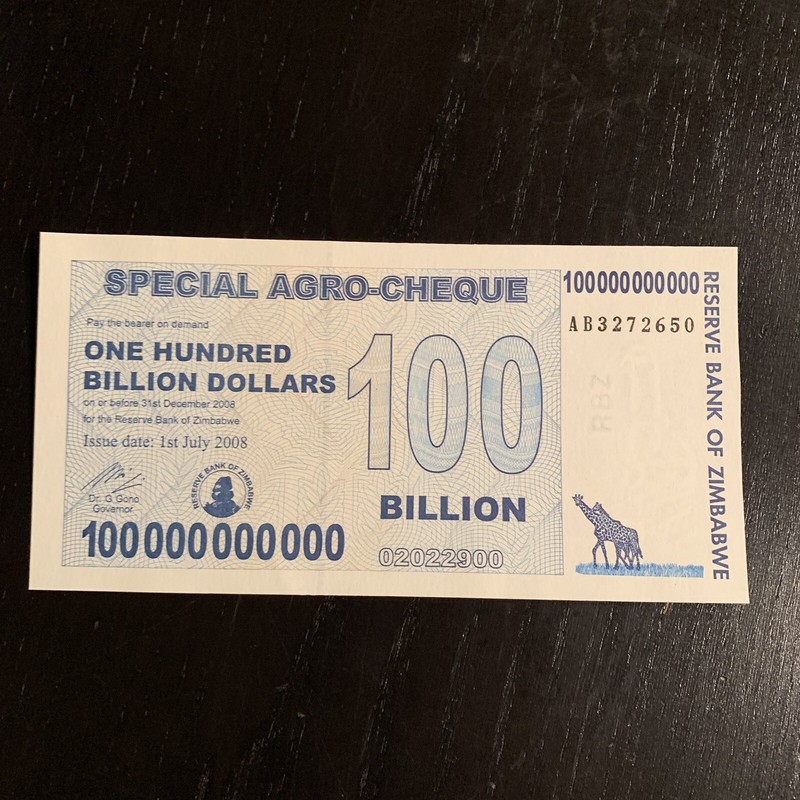 SPECIAL AGRO-CHEQUE
Pay the bearer on demand
ONE HUNDRED
BILLION DOLLARS
on or before 31st December 2008
for the Reserve Bank of Zimbabwe
Issue date: 1st July 2008
Dr. G Gono
Governor
RESERVE BANK OF ZIMBABWE
100000000000
100
BILLION
02022900
100000000000
AB3272650
RBZ
RESERVE BANK OF ZIMBABWE